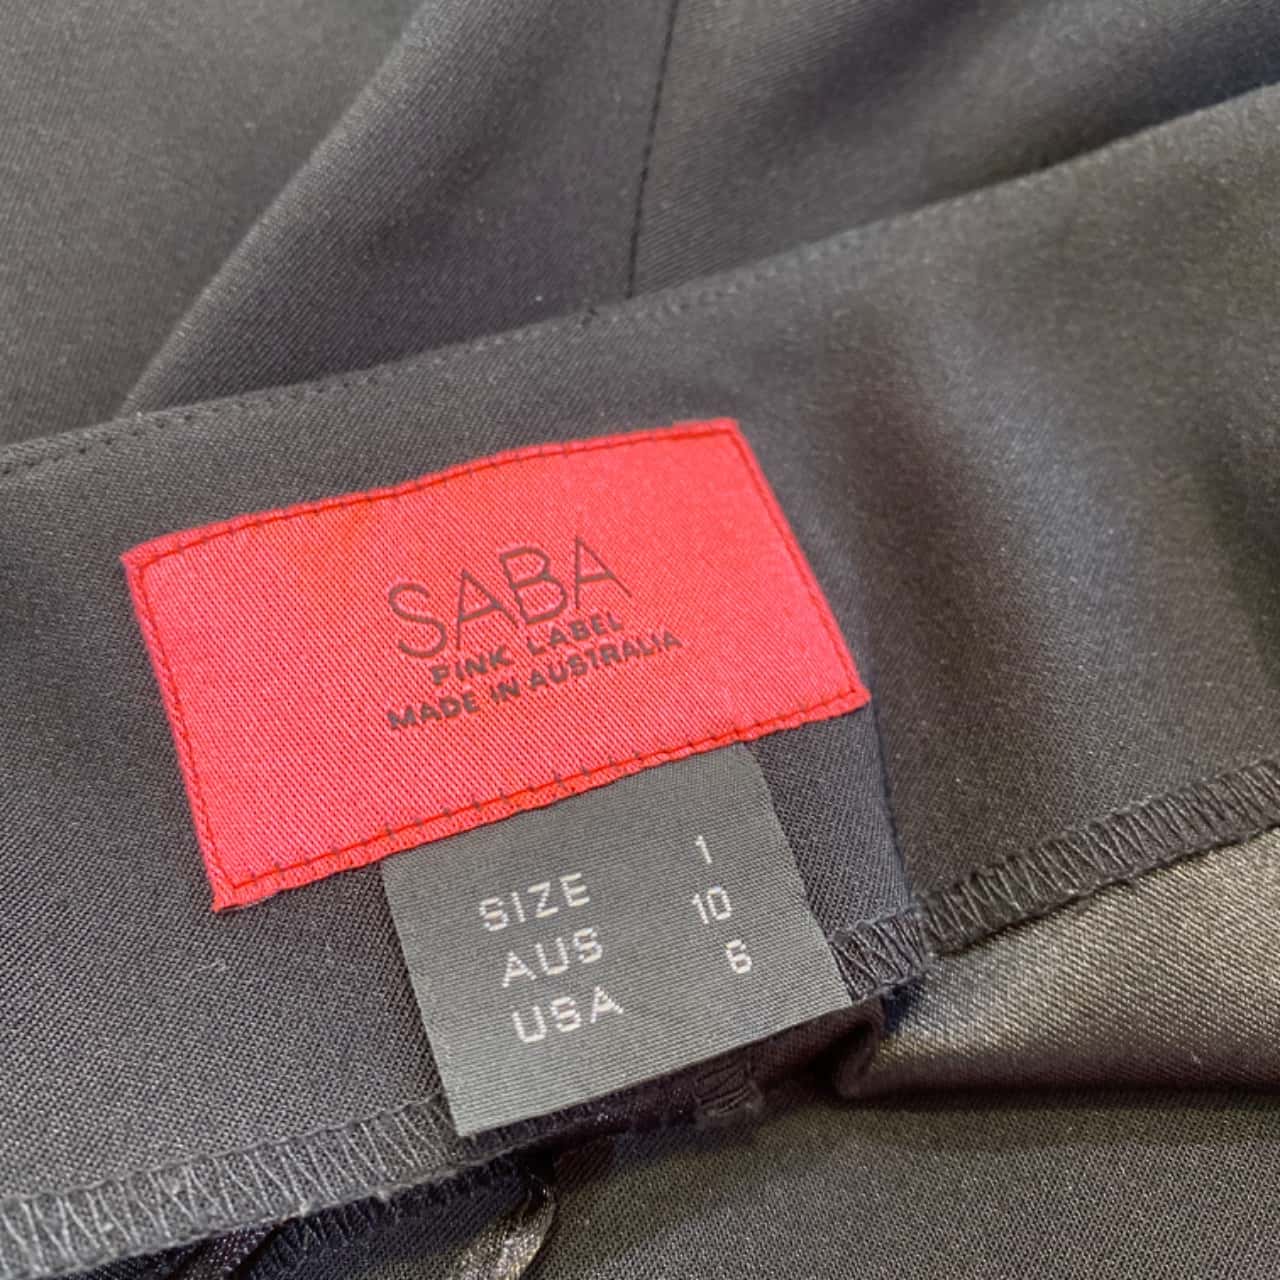 SABA
PINK LABEL
MADE IN AUSTRALIA
SIZE 1
AUS 10
USA 6